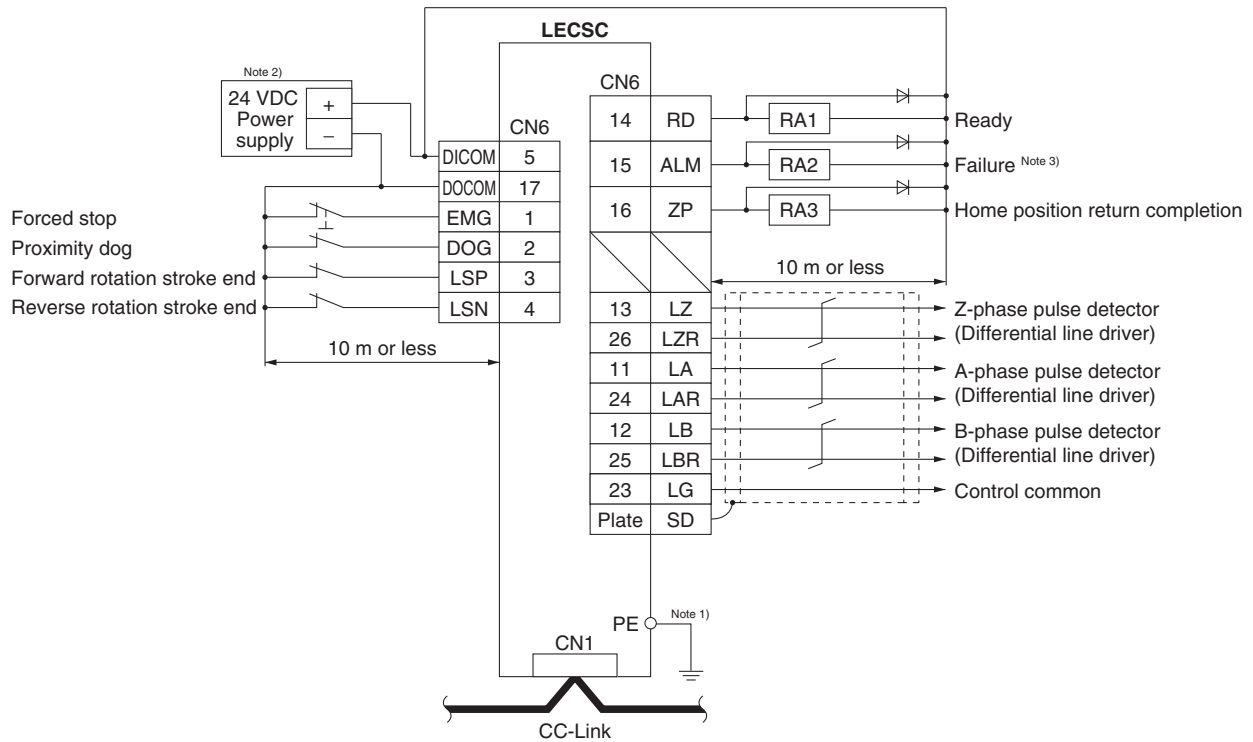 LECSC
Note 2)
24 VDC
Power
supply
+
−
CN6
DICOM 5
DOCOM 17
EMG 1
DOG 2
LSP 3
LSN 4
Forced stop
Proximity dog
Forward rotation stroke end
Reverse rotation stroke end
10 m or less
CN6
14 RD RA1 Ready
15 ALM RA2 Failure Note 3)
16 ZP RA3 Home position return completion
10 m or less
13 LZ Z-phase pulse detector
26 LZR (Differential line driver)
11 LA A-phase pulse detector
24 LAR (Differential line driver)
12 LB B-phase pulse detector
25 LBR (Differential line driver)
23 LG Control common
Plate SD
PE Note 1)
CN1
CC-Link